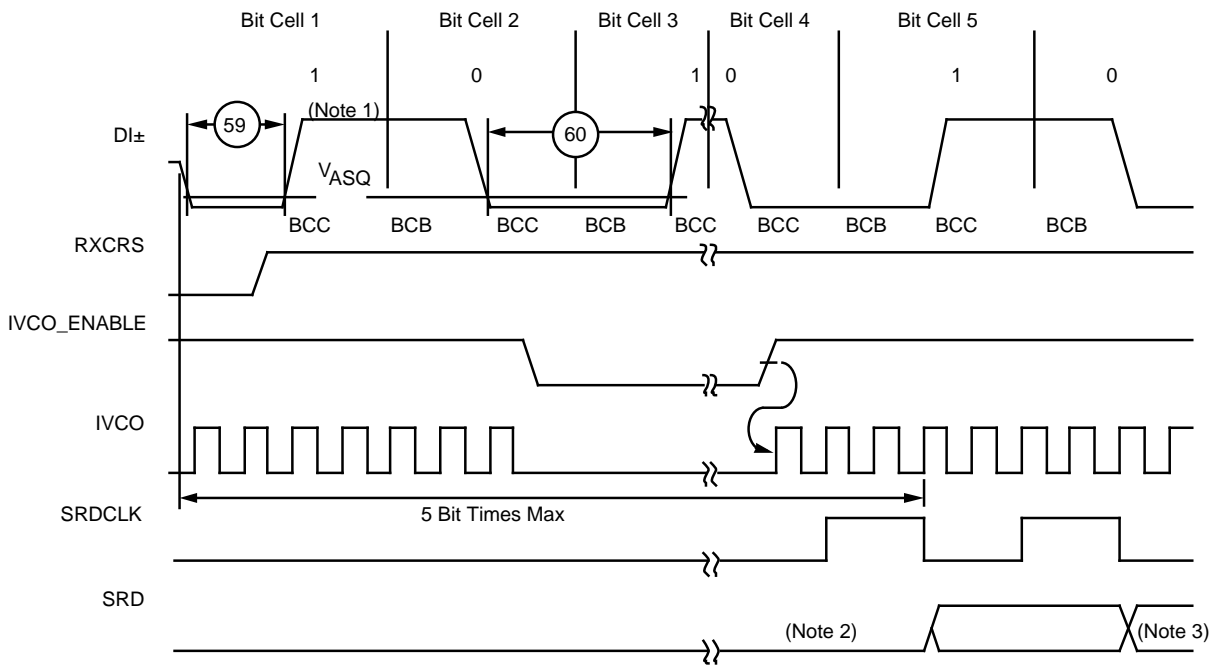 Bit Cell 1 Bit Cell 2 Bit Cell 3 Bit Cell 4 Bit Cell 5
1 0 1 0 1 0
(Note 1)
59 60
DI±
VASQ
BCC BCB BCC BCB BCC BCC BCB BCC BCB
RXCRS
IVCO_ENABLE
IVCO
5 Bit Times Max
SRDCLK
SRD
(Note 2) (Note 3)